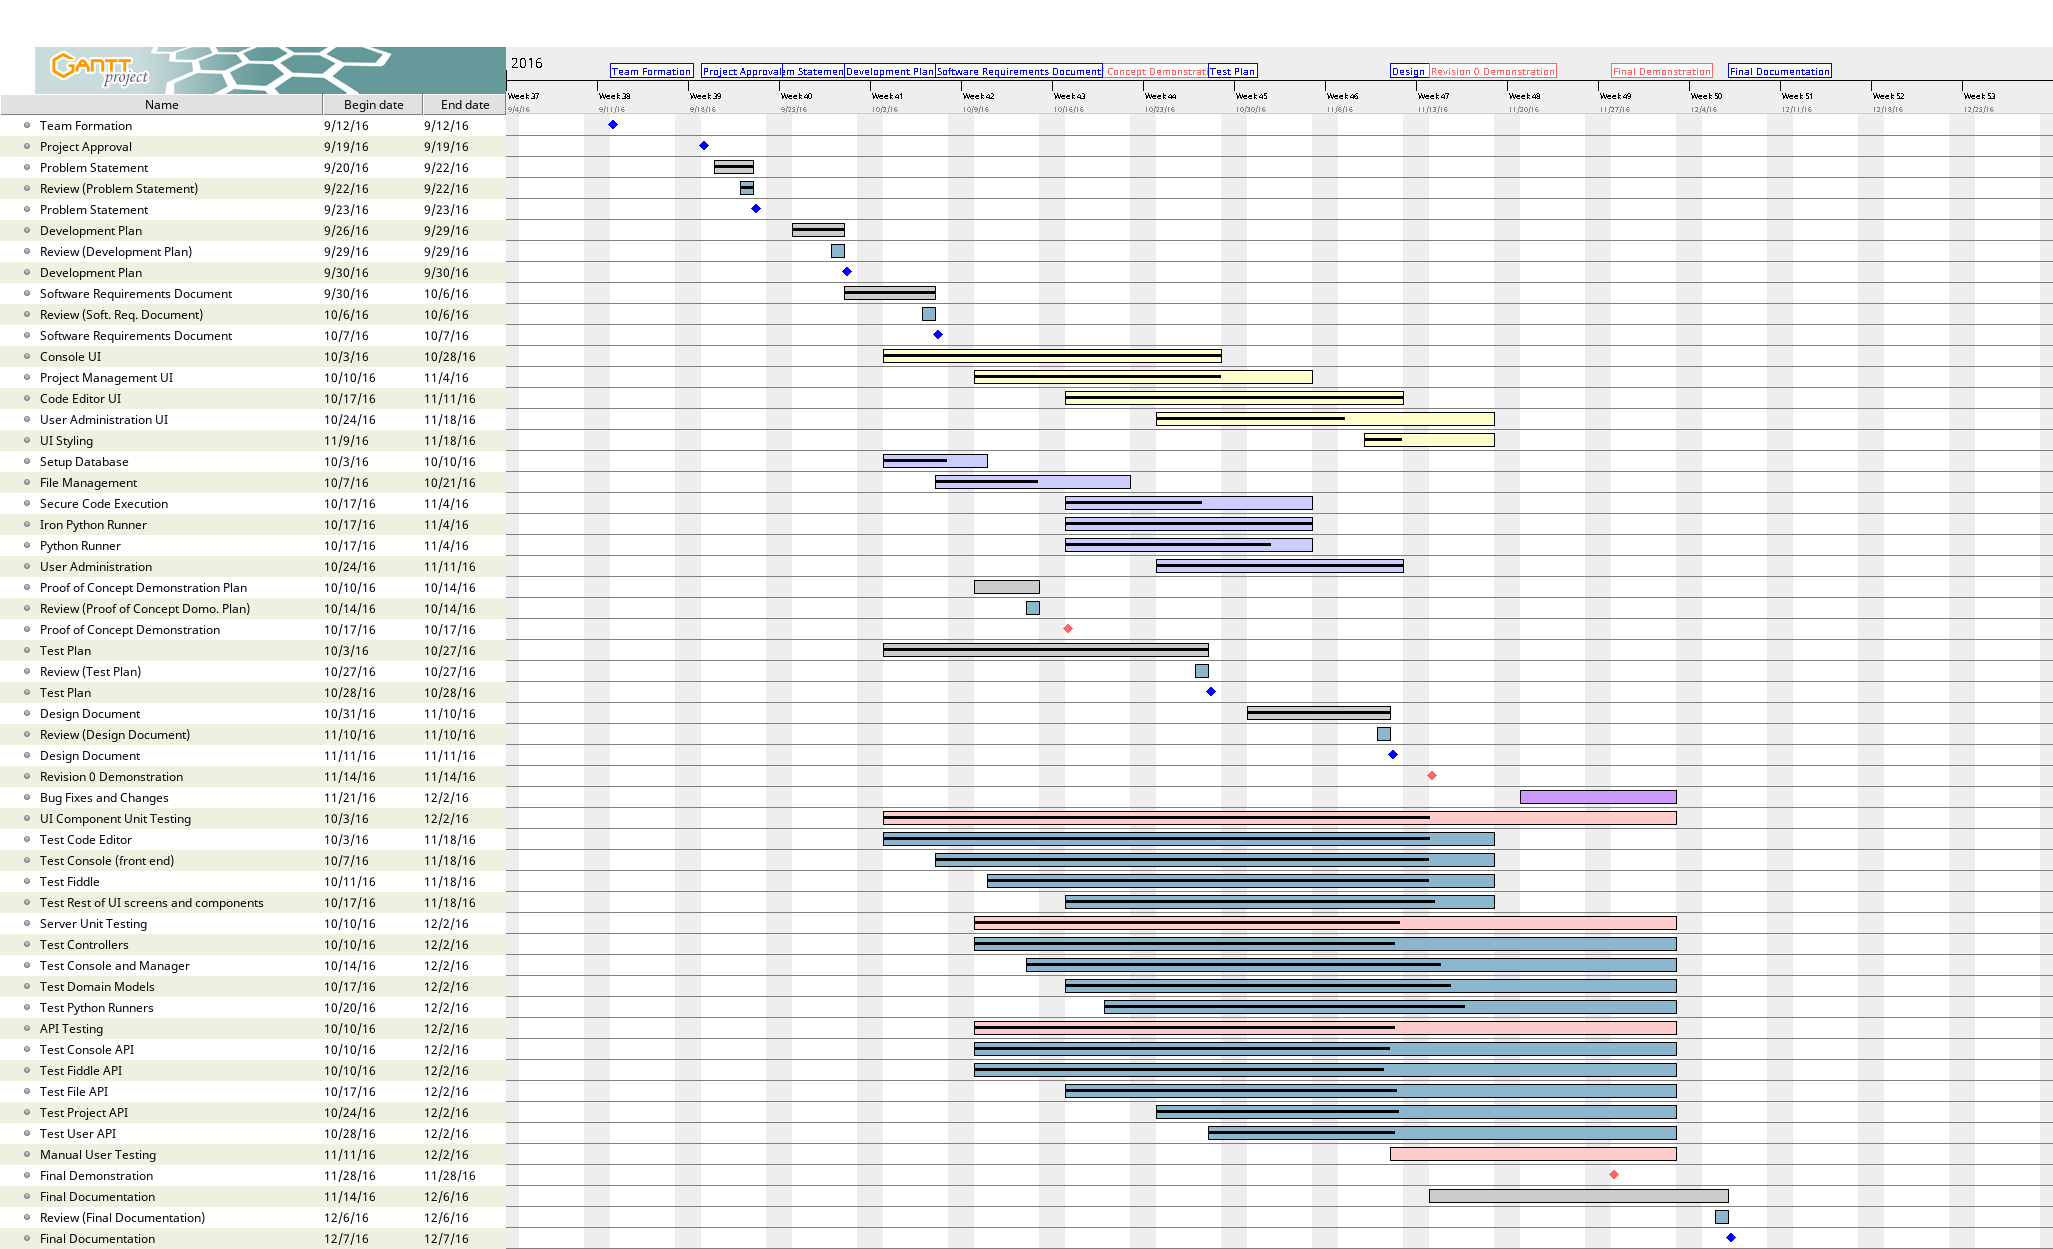 GANTT project
2016
Team Formation Project Approval em Statemen Development Plan Software Requirements Document Concept Demonstrat Test Plan Design Revision 0 Demonstration Final Demonstration Final Documentation
Name Begin date End date
Week 37 Week 38 Week 39 Week 40 Week 41 Week 42 Week 43 Week 44 Week 45 Week 46 Week 47 Week 48 Week 49 Week 50 Week 51 Week 52 Week 53
9/4/16 9/11/16 9/18/16 9/25/16 10/2/16 10/9/16 10/16/16 10/23/16 10/30/16 11/6/16 11/13/16 11/20/16 11/27/16 12/4/16 12/11/16 12/18/16 12/25/16
Team Formation 9/12/16 9/12/16
Project Approval 9/19/16 9/19/16
Problem Statement 9/20/16 9/22/16
Review (Problem Statement) 9/22/16 9/22/16
Problem Statement 9/23/16 9/23/16
Development Plan 9/26/16 9/29/16
Review (Development Plan) 9/29/16 9/29/16
Development Plan 9/30/16 9/30/16
Software Requirements Document 9/30/16 10/6/16
Review (Soft. Req. Document) 10/6/16 10/6/16
Software Requirements Document 10/7/16 10/7/16
Console UI 10/3/16 10/28/16
Project Management UI 10/10/16 11/4/16
Code Editor UI 10/17/16 11/11/16
User Administration UI 10/24/16 11/18/16
UI Styling 11/9/16 11/18/16
Setup Database 10/3/16 10/10/16
File Management 10/7/16 10/21/16
Secure Code Execution 10/17/16 11/4/16
Iron Python Runner 10/17/16 11/4/16
Python Runner 10/17/16 11/4/16
User Administration 10/24/16 11/11/16
Proof of Concept Demonstration Plan 10/10/16 10/14/16
Review (Proof of Concept Domo. Plan) 10/14/16 10/14/16
Proof of Concept Demonstration 10/17/16 10/17/16
Test Plan 10/3/16 10/27/16
Review (Test Plan) 10/27/16 10/27/16
Test Plan 10/28/16 10/28/16
Design Document 10/31/16 11/10/16
Review (Design Document) 11/10/16 11/10/16
Design Document 11/11/16 11/11/16
Revision 0 Demonstration 11/14/16 11/14/16
Bug Fixes and Changes 11/21/16 12/2/16
UI Component Unit Testing 10/3/16 12/2/16
Test Code Editor 10/3/16 11/18/16
Test Console (front end) 10/7/16 11/18/16
Test Fiddle 10/11/16 11/18/16
Test Rest of UI screens and components 10/17/16 11/18/16
Server Unit Testing 10/10/16 12/2/16
Test Controllers 10/10/16 12/2/16
Test Console and Manager 10/14/16 12/2/16
Test Domain Models 10/17/16 12/2/16
Test Python Runners 10/20/16 12/2/16
API Testing 10/10/16 12/2/16
Test Console API 10/10/16 12/2/16
Test Fiddle API 10/10/16 12/2/16
Test File API 10/17/16 12/2/16
Test Project API 10/24/16 12/2/16
Test User API 10/28/16 12/2/16
Manual User Testing 11/11/16 12/2/16
Final Demonstration 11/28/16 11/28/16
Final Documentation 11/14/16 12/6/16
Review (Final Documentation) 12/6/16 12/6/16
Final Documentation 12/7/16 12/7/16